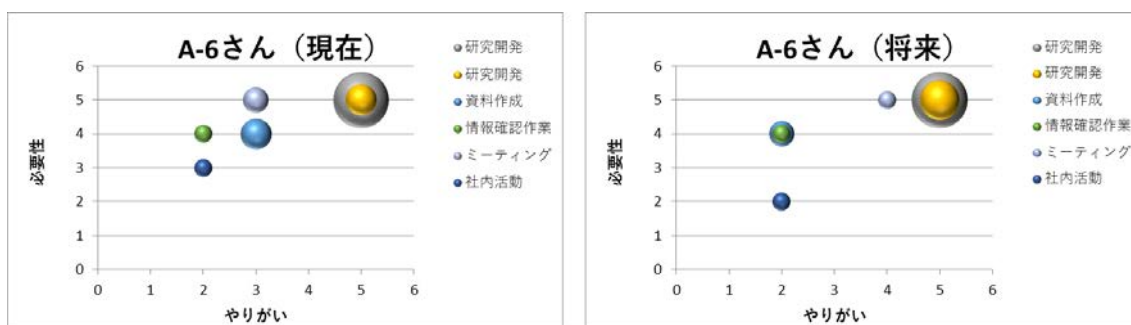 A-6さん（現在）
6
5
4
3
2
1
0
必要性
0 1 2 3 4 5 6
やりがい
研究開発
研究開発
資料作成
情報確認作業
ミーティング
社内活動
A-6さん（将来）
6
5
4
3
2
1
0
必要性
0 1 2 3 4 5 6
やりがい
研究開発
研究開発
資料作成
情報確認作業
ミーティング
社内活動